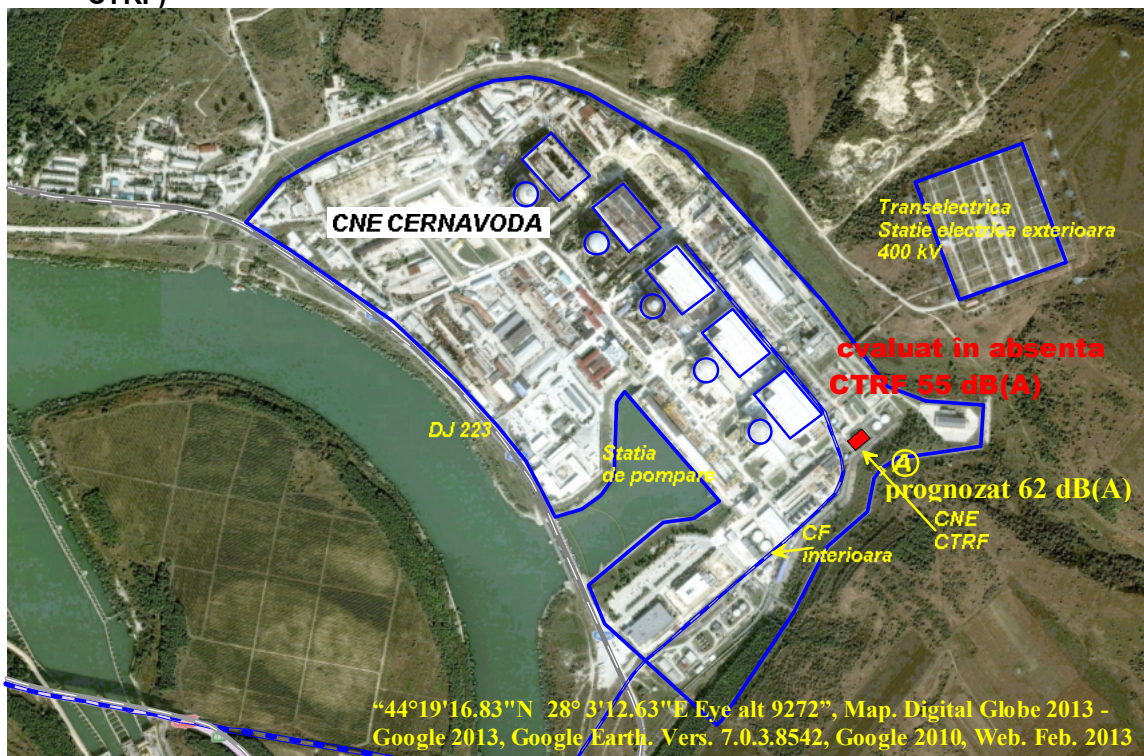 CTRF)
CNE CERNAVODA
Transelectrica
Statie electrica exterioara
400 kV
evaluat în absenta
CTRF 55 dB(A)
DJ 223
Statia
de pompare
A
prognozat 62 dB(A)
CNE
CTRF
CF
interioara
“44°19'16.83"N 28° 3'12.63"E Eye alt 9272”, Map. Digital Globe 2013 -
Google 2013, Google Earth. Vers. 7.0.3.8542, Google 2010, Web. Feb. 2013